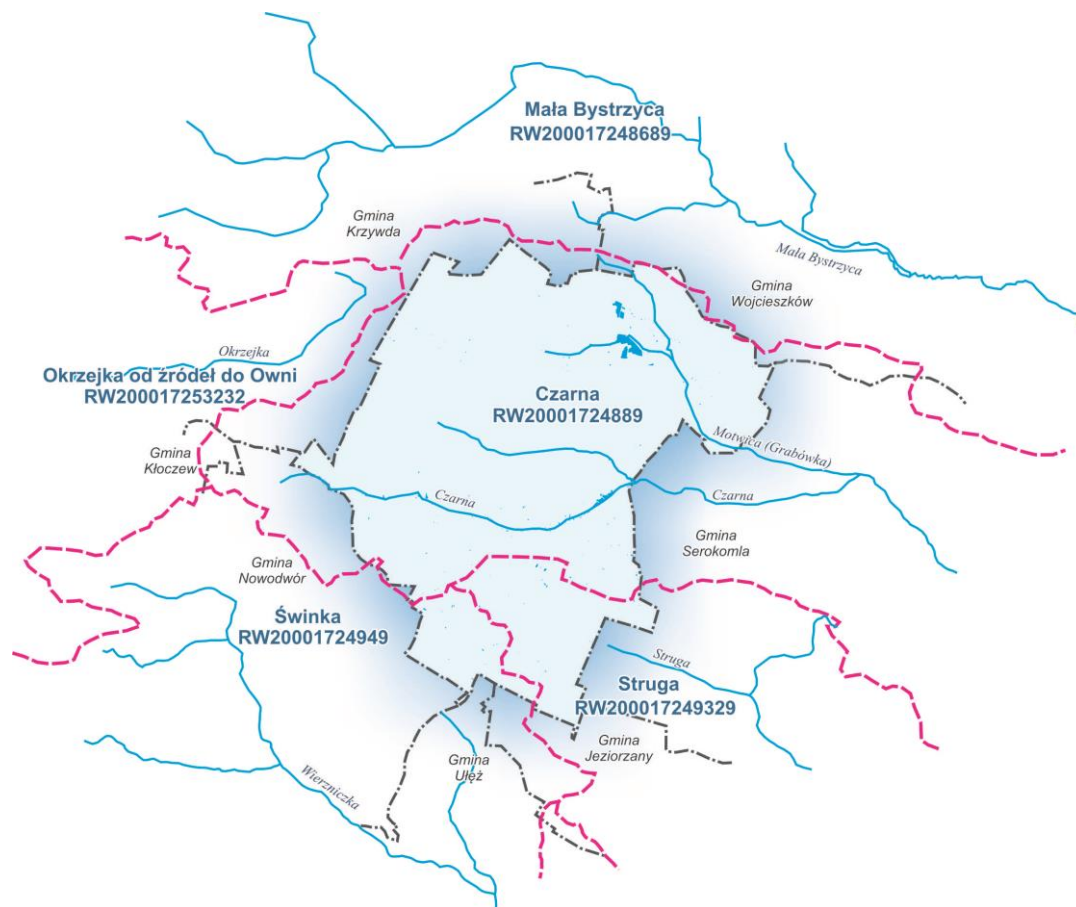 Mała Bystrzyca
RW200017248689
Gmina
Krzywda
Mała Bystrzyca
Gmina
Wojcieszków
Okrzejka
Okrzejka od źródeł do Owni
RW200017253232
Czarna
RW20001724889
Motwica (Grabówka)
Gmina
Kłoczew
Czarna
Czarna
Gmina
Serokomla
Gmina
Nowodwór
Świnka
RW20001724949
Struga
Struga
RW200017249329
Gmina
Jeziorzany
Gmina
Ułęż
Wierzniczka